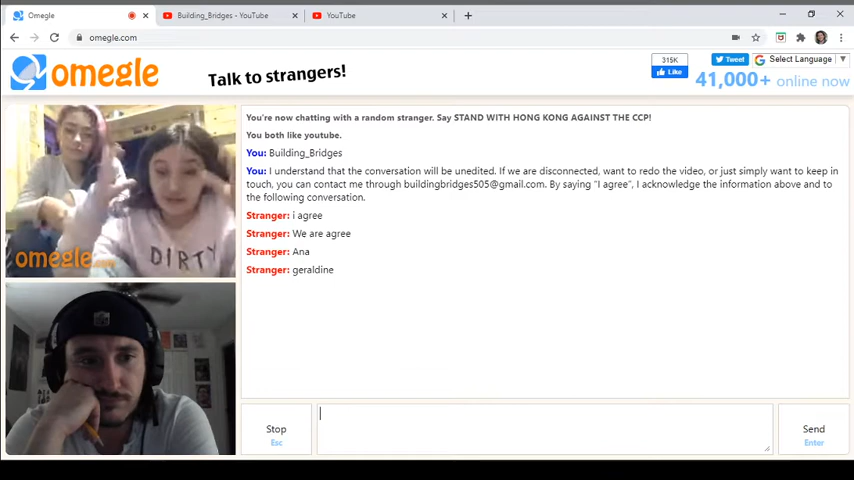 Omegle
Building_Bridges - YouTube
YouTube
omegle.com
omegle
Talk to strangers!
315K
Like
Tweet
Select Language
41,000+ online now
You're now chatting with a random stranger. Say STAND WITH HONG KONG AGAINST THE CCP!
You both like youtube.
You: Building_Bridges
You: I understand that the conversation will be unedited. If we are disconnected, want to redo the video, or just simply want to keep in
touch, you can contact me through buildingbridges505@gmail.com. By saying "I agree", I acknowledge the information above and to
the following conversation.
Stranger: i agree
Stranger: We are agree
Stranger: Ana
Stranger: geraldine
DIRTY
omegle.com
Stop
Esc
Send
Enter